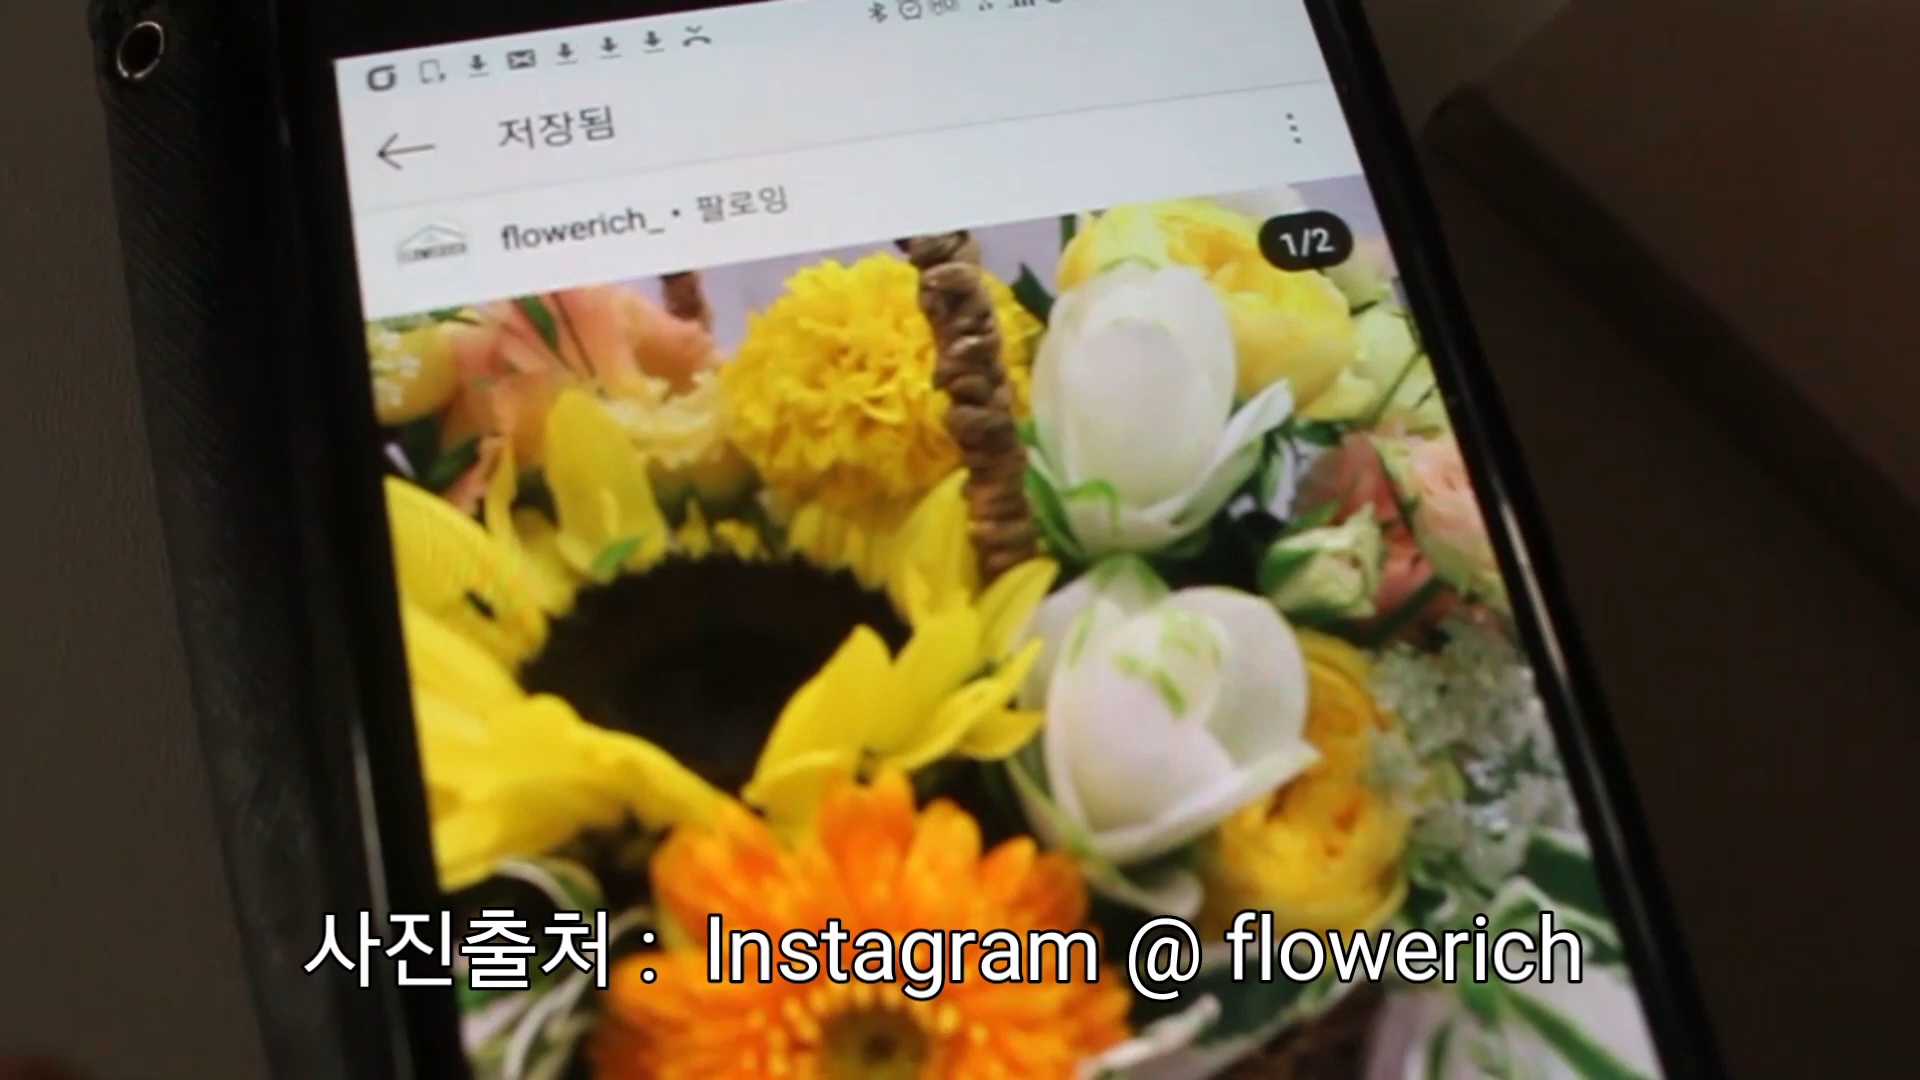 저장됨
flowerich_ • 팔로잉
1/2
사진출처 : Instagram @ flowerich